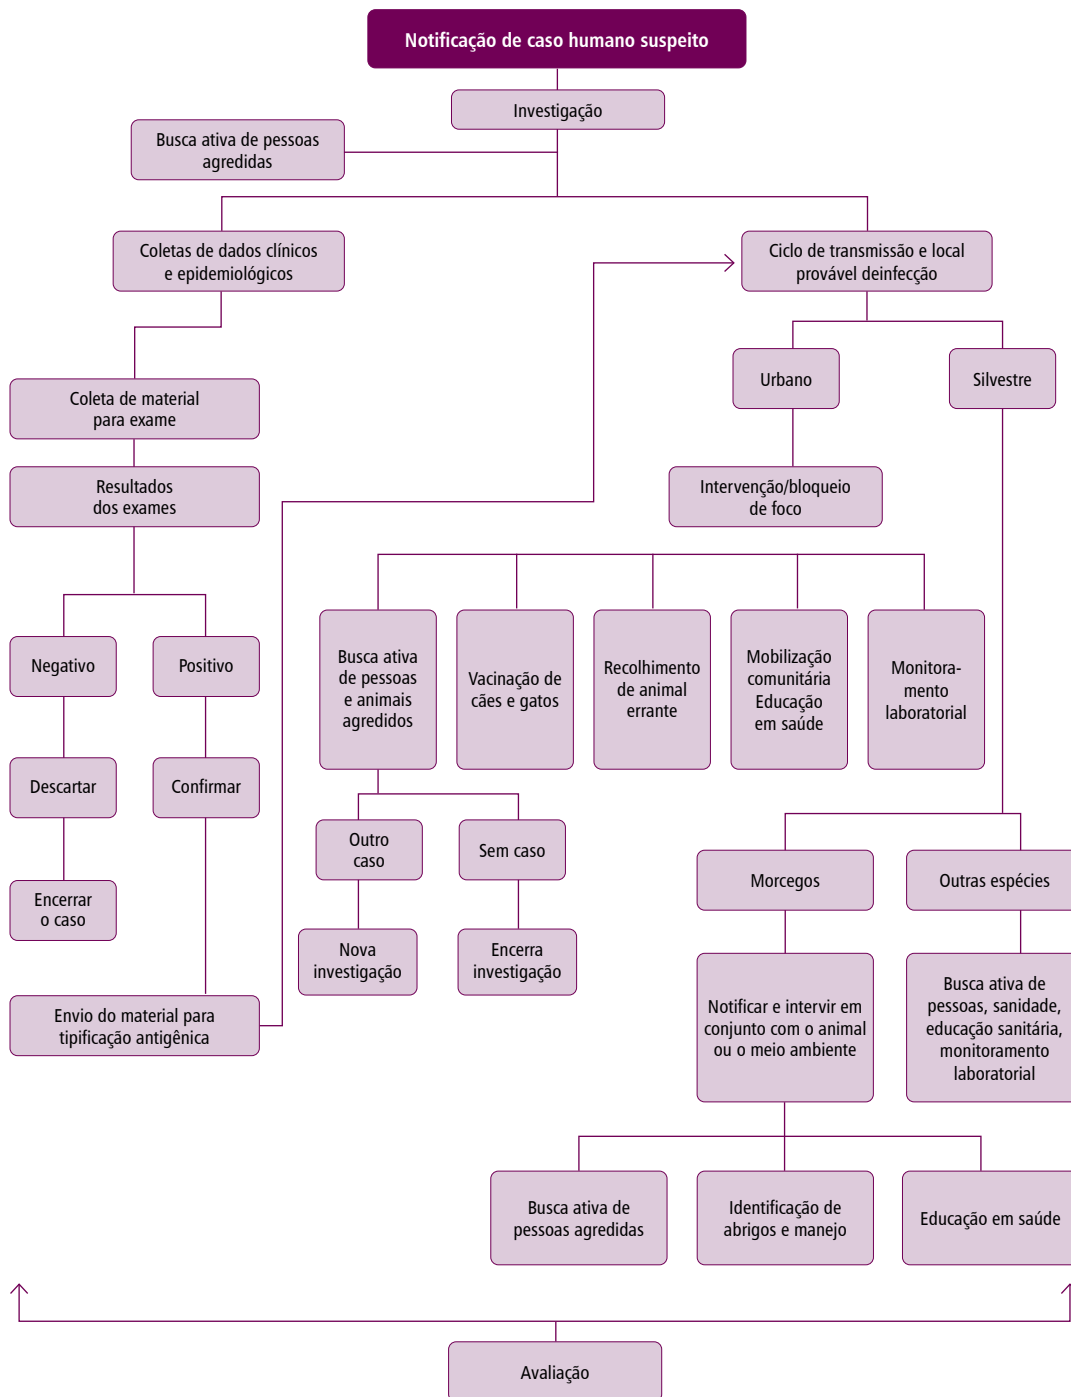 Notificação de caso humano suspeito
Investigação
Busca ativa de pessoas
agredidas
Coletas de dados clínicos
e epidemiológicos
Ciclo de transmissão e local
provável deinfecção
Urbano
Silvestre
Coleta de material
para exame
Resultados
dos exames
Intervenção/bloqueio
de foco
Negativo
Positivo
Busca ativa
de pessoas
e animais
agredidos
Vacinação de
cães e gatos
Recolhimento
de animal
errante
Mobilização
comunitária
Educação
em saúde
Monitora-
mento
laboratorial
Descartar
Confirmar
Outro
caso
Sem caso
Morcegos
Outras espécies
Encerrar
o caso
Nova
investigação
Encerra
investigação
Notificar e intervir em
conjunto com o animal
ou o meio ambiente
Busca ativa de
pessoas, sanidade,
educação sanitária,
monitoramento
laboratorial
Envio do material para
tipificação antigênica
Busca ativa de
pessoas agredidas
Identificação de
abrigos e manejo
Educação em saúde
Avaliação